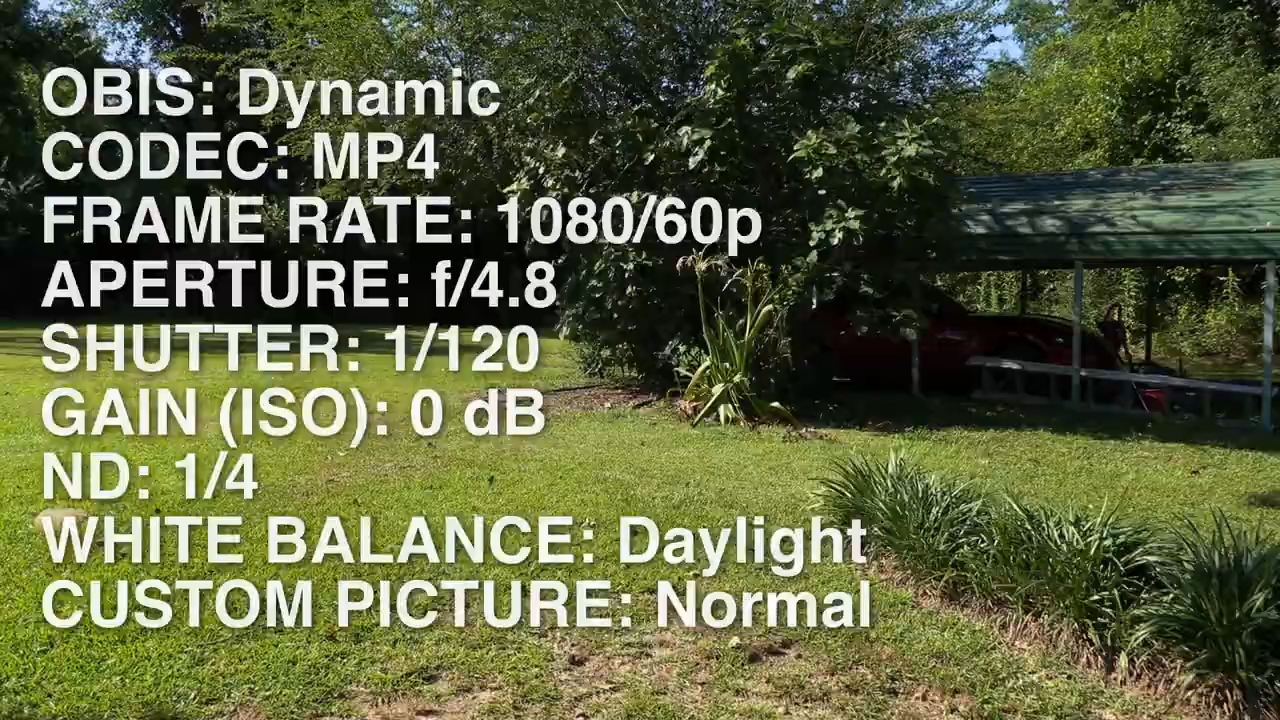 OBIS: Dynamic
CODEC: MP4
FRAME RATE: 1080/60p
APERTURE: f/4.8
SHUTTER: 1/120
GAIN (ISO): 0 dB
ND: 1/4
WHITE BALANCE: Daylight
CUSTOM PICTURE: Normal